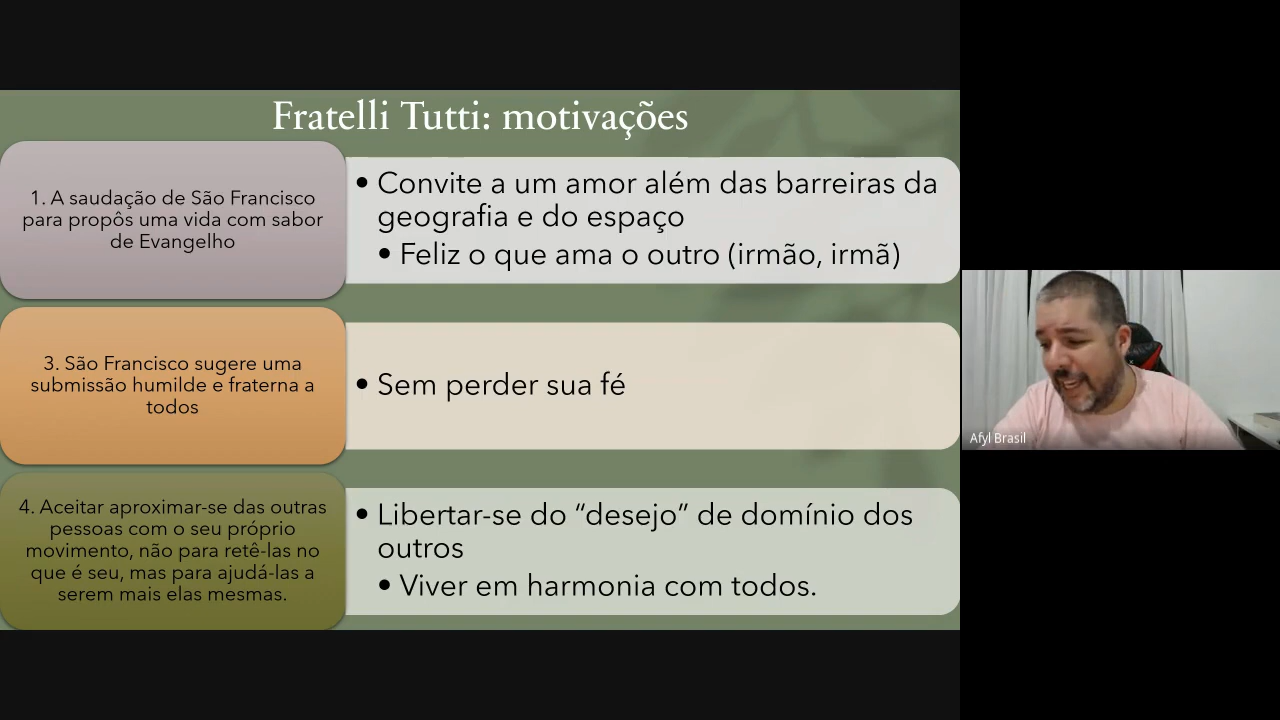 Fratelli Tutti: motivações
1. A saudação de São Francisco
para propôs uma vida com sabor
de Evangelho
• Convite a um amor além das barreiras da
geografia e do espaço
• Feliz o que ama o outro (irmão, irmã)
3. São Francisco sugere uma
submissão humilde e fraterna a
todos
• Sem perder sua fé
4. Aceitar aproximar-se das outras
pessoas com o seu próprio
movimento, não para retê-las no
que é seu, mas para ajudá-las a
serem mais elas mesmas.
• Libertar-se do “desejo” de domínio dos
outros
• Viver em harmonia com todos.
Afyl Brasil